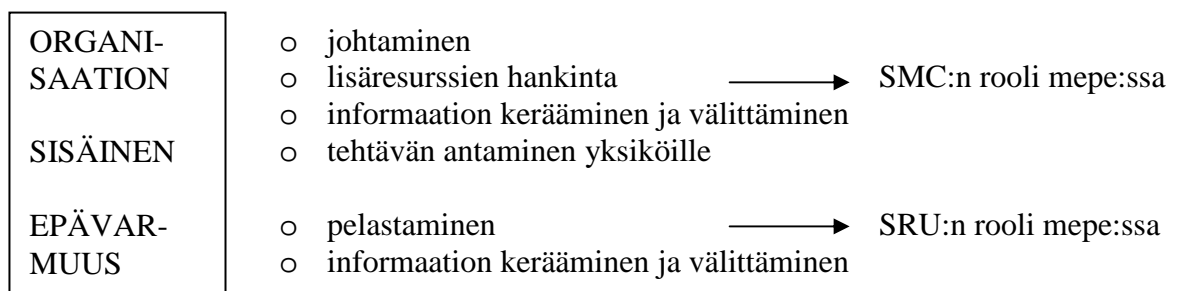 ORGANI-
o johtaminen
SAATION
o lisäresurssien hankinta
SMC:n rooli mepe:ssa
o informaation kerääminen ja välittäminen
SISÄINEN
o tehtävän antaminen yksiköille
EPÄVAR-
o pelastaminen
SRU:n rooli mepe:ssa
MUUS
o informaation kerääminen ja välittäminen